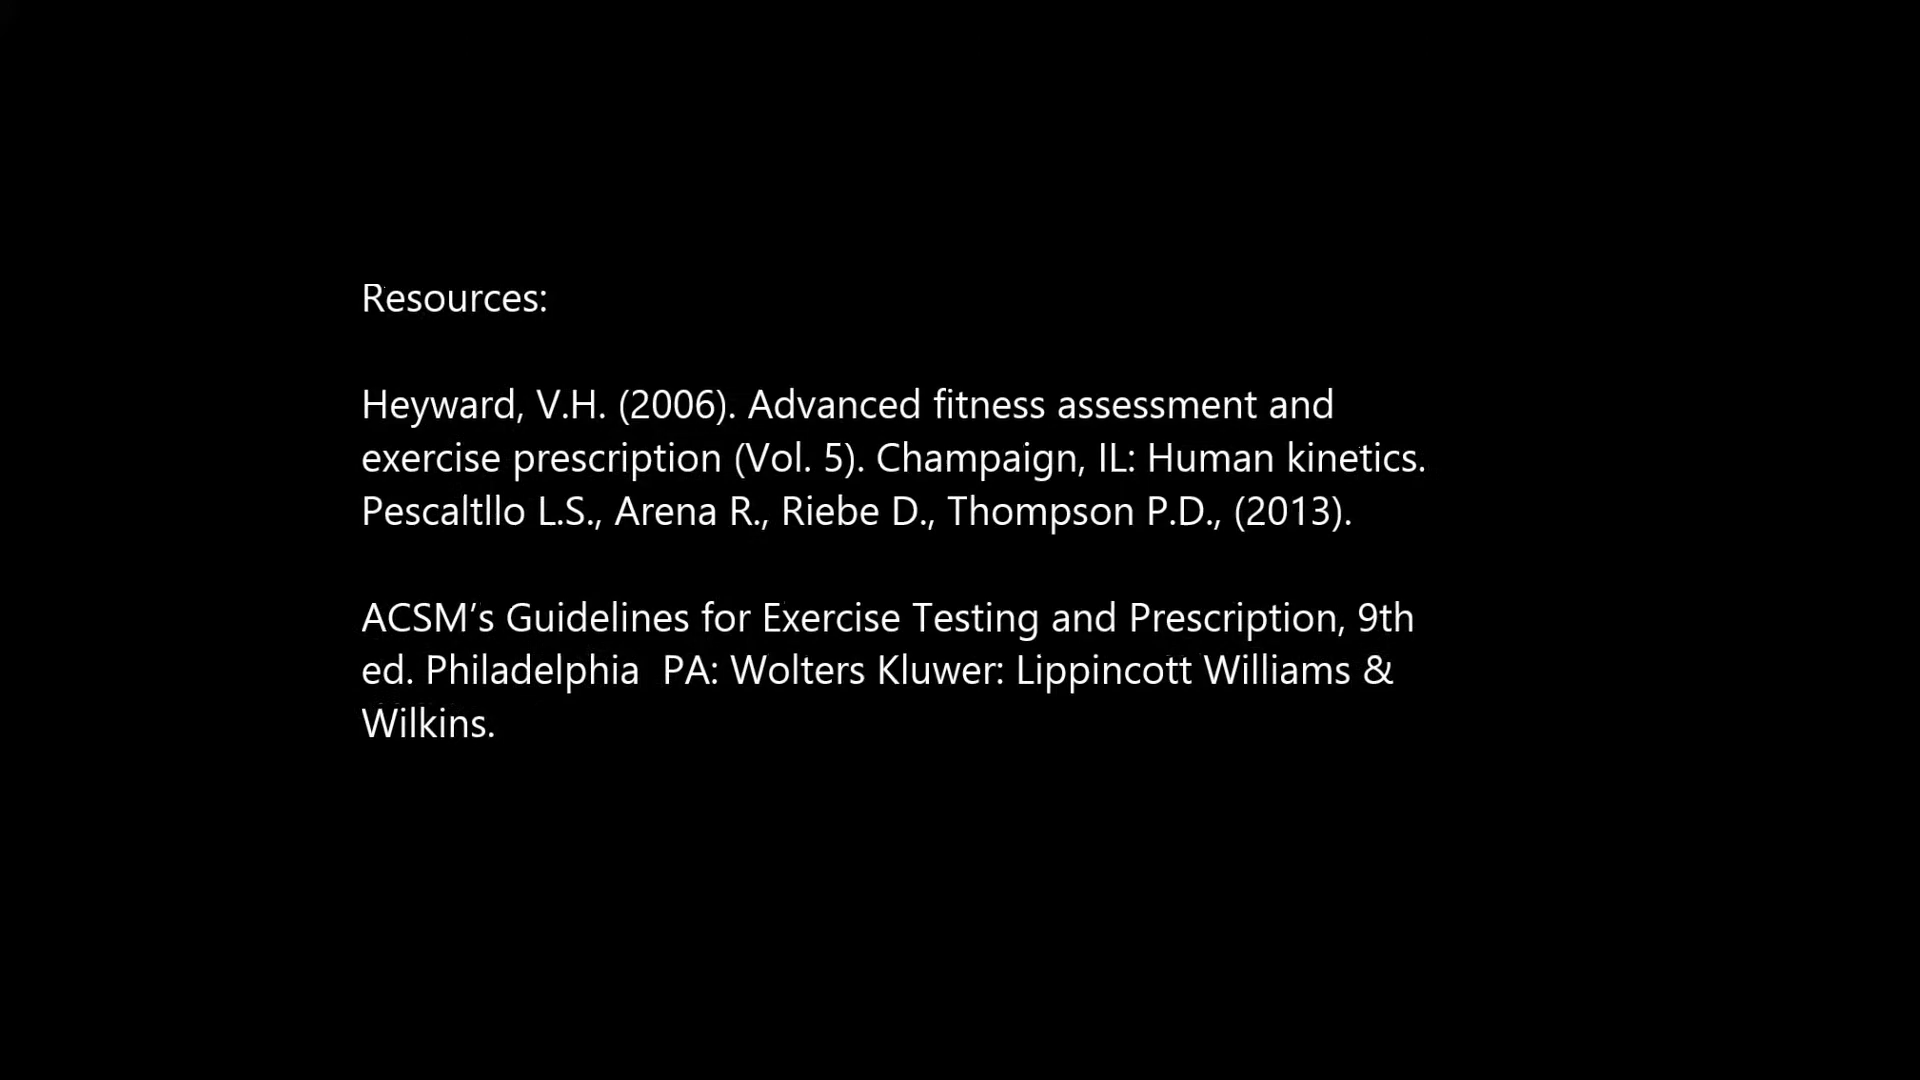 Resources:
Heyward, V.H. (2006). Advanced fitness assessment and
exercise prescription (Vol. 5). Champaign, IL: Human kinetics.
Pescaltllo L.S., Arena R., Riebe D., Thompson P.D., (2013).
ACSM’s Guidelines for Exercise Testing and Prescription, 9th
ed. Philadelphia  PA: Wolters Kluwer: Lippincott Williams &
Wilkins.